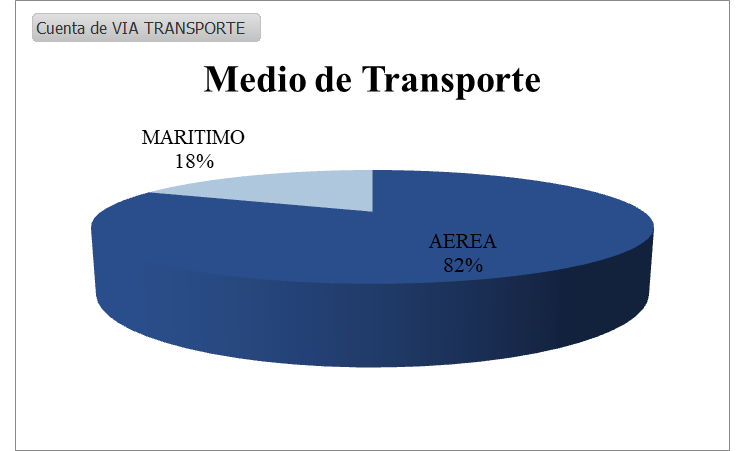 Cuenta de VIA TRANSPORTE
Medio de Transporte
MARITIMO
18%
AEREA
82%